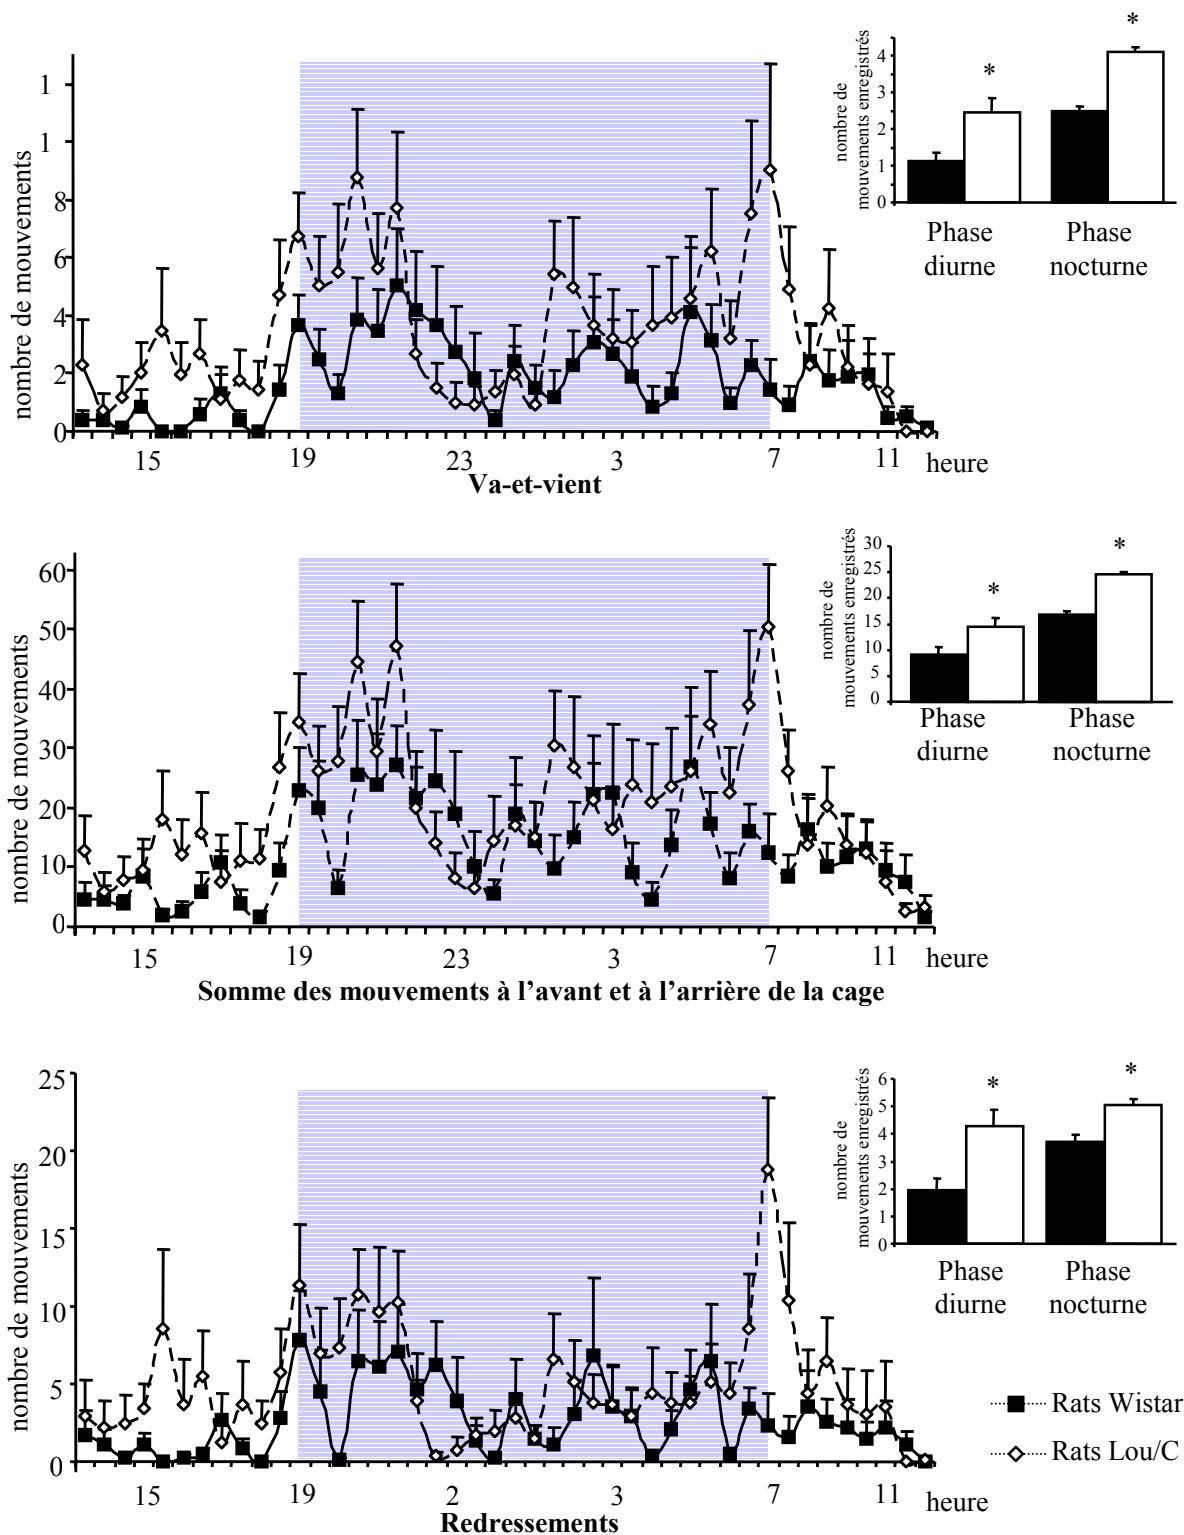 nombre de mouvements
1
1
8
6
4
2
0
15
19
23
3
7
11
heure
Va-et-vient
nombre de
mouvements enregistrés
4
3
2
1
0
*
*
Phase
diurne
Phase
nocturne
nombre de mouvements
60
50
40
30
20
10
0
15
19
23
3
7
11
heure
Somme des mouvements à l’avant et à l’arrière de la cage
nombre de
mouvements enregistrés
30
25
20
15
10
5
0
*
*
Phase
diurne
Phase
nocturne
nombre de mouvements
25
20
15
10
5
0
15
19
2
3
7
11
heure
Redressements
nombre de
mouvements enregistrés
6
5
4
3
2
1
0
*
*
Phase
diurne
Phase
nocturne
Rats Wistar
Rats Lou/C